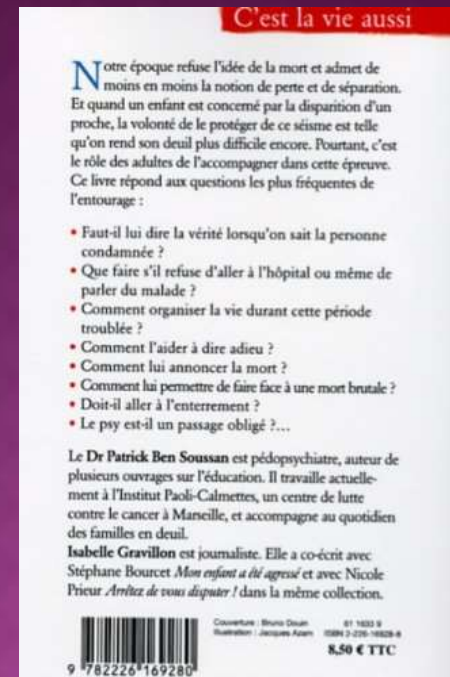 C'est la vie aussi
Notre époque refuse l'idée de la mort et admet de
moins en moins la notion de perte et de séparation.
Et quand un enfant est concerné par la disparition d'un
proche, la volonté de le protéger de ce séisme est telle
qu'on rend son deuil plus difficile encore. Pourtant, c'est
le rôle des adultes de l'accompagner dans cette épreuve.
Ce livre répond aux questions les plus fréquentes de
l'entourage :
• Faut-il lui dire la vérité lorsqu'on sait la personne
condamnée ?
• Que faire s'il refuse d'aller à l'hôpital ou même de
parler du malade ?
• Comment organiser la vie durant cette période
troublée ?
• Comment l'aider à dire adieu ?
• Comment lui annoncer la mort ?
• Comment lui permettre de faire face à une mort brutale ?
• Doit-il aller à l'enterrement ?
• Le psy est-il un passage obligé ?...
Le Dr Patrick Ben Soussan est pédopsychiatre, auteur de
plusieurs ouvrages sur l'éducation. Il travaille actuelle-
ment à l'Institut Paoli-Calmettes, un centre de lutte
contre le cancer à Marseille, et accompagne au quotidien
des familles en deuil.
Isabelle Gravillon est journaliste. Elle a co-écrit avec
Stéphane Bourcet Mon enfant a été agressé et avec Nicole
Prieur Arrêtez de vous disputer ! dans la même collection.
Couverture : Bruno Douin
Illustration : Jacques Azam
61 1633 9
ISBN 2-226-16928-8
8,50 € TTC
9 782226 169280